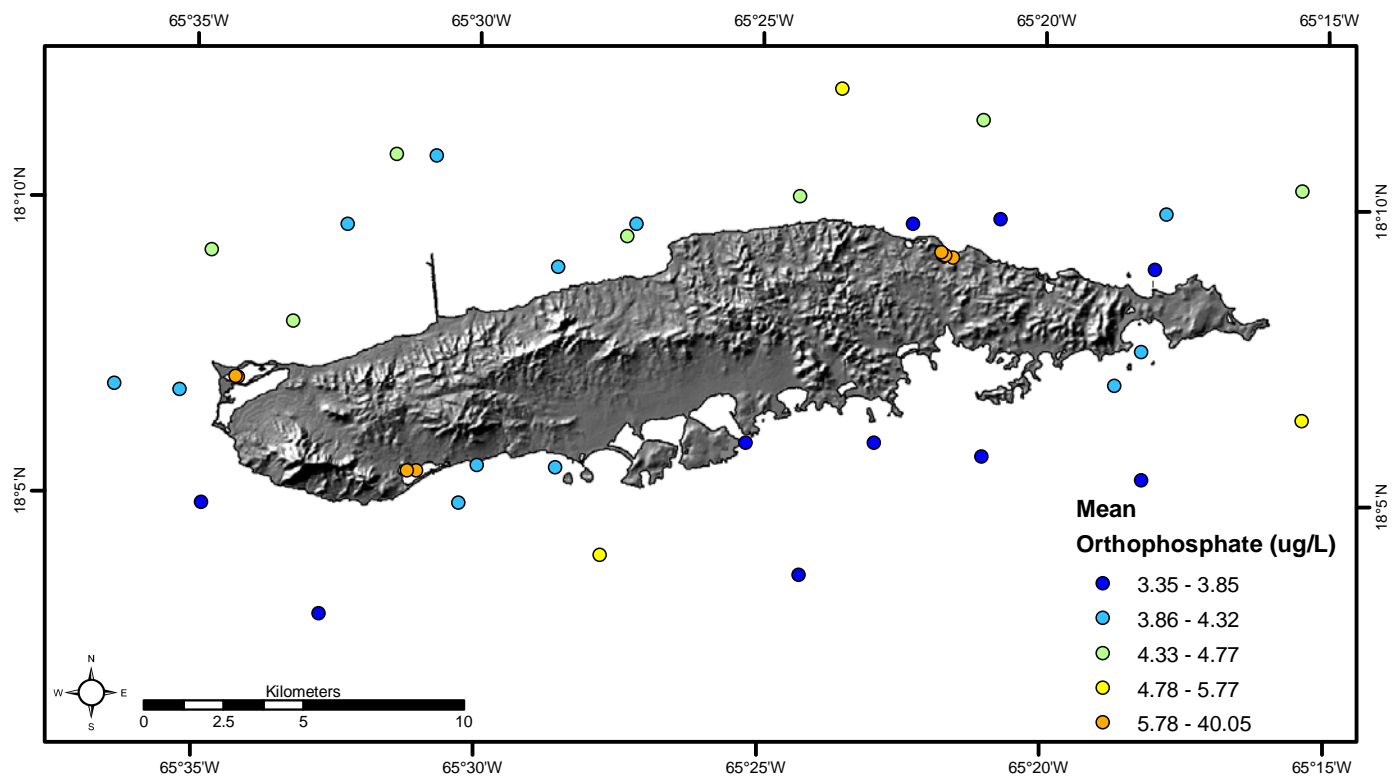 65°35'W 65°30'W 65°25'W 65°20'W 65°15'W
18°10'N 18°10'N
18°5'N 18°5'N
Mean
Orthophosphate (ug/L)
3.35 - 3.85
3.86 - 4.32
4.33 - 4.77
4.78 - 5.77
5.78 - 40.05
N
W E
S
Kilometers
0 2.5 5 10
65°35'W 65°30'W 65°25'W 65°20'W 65°15'W